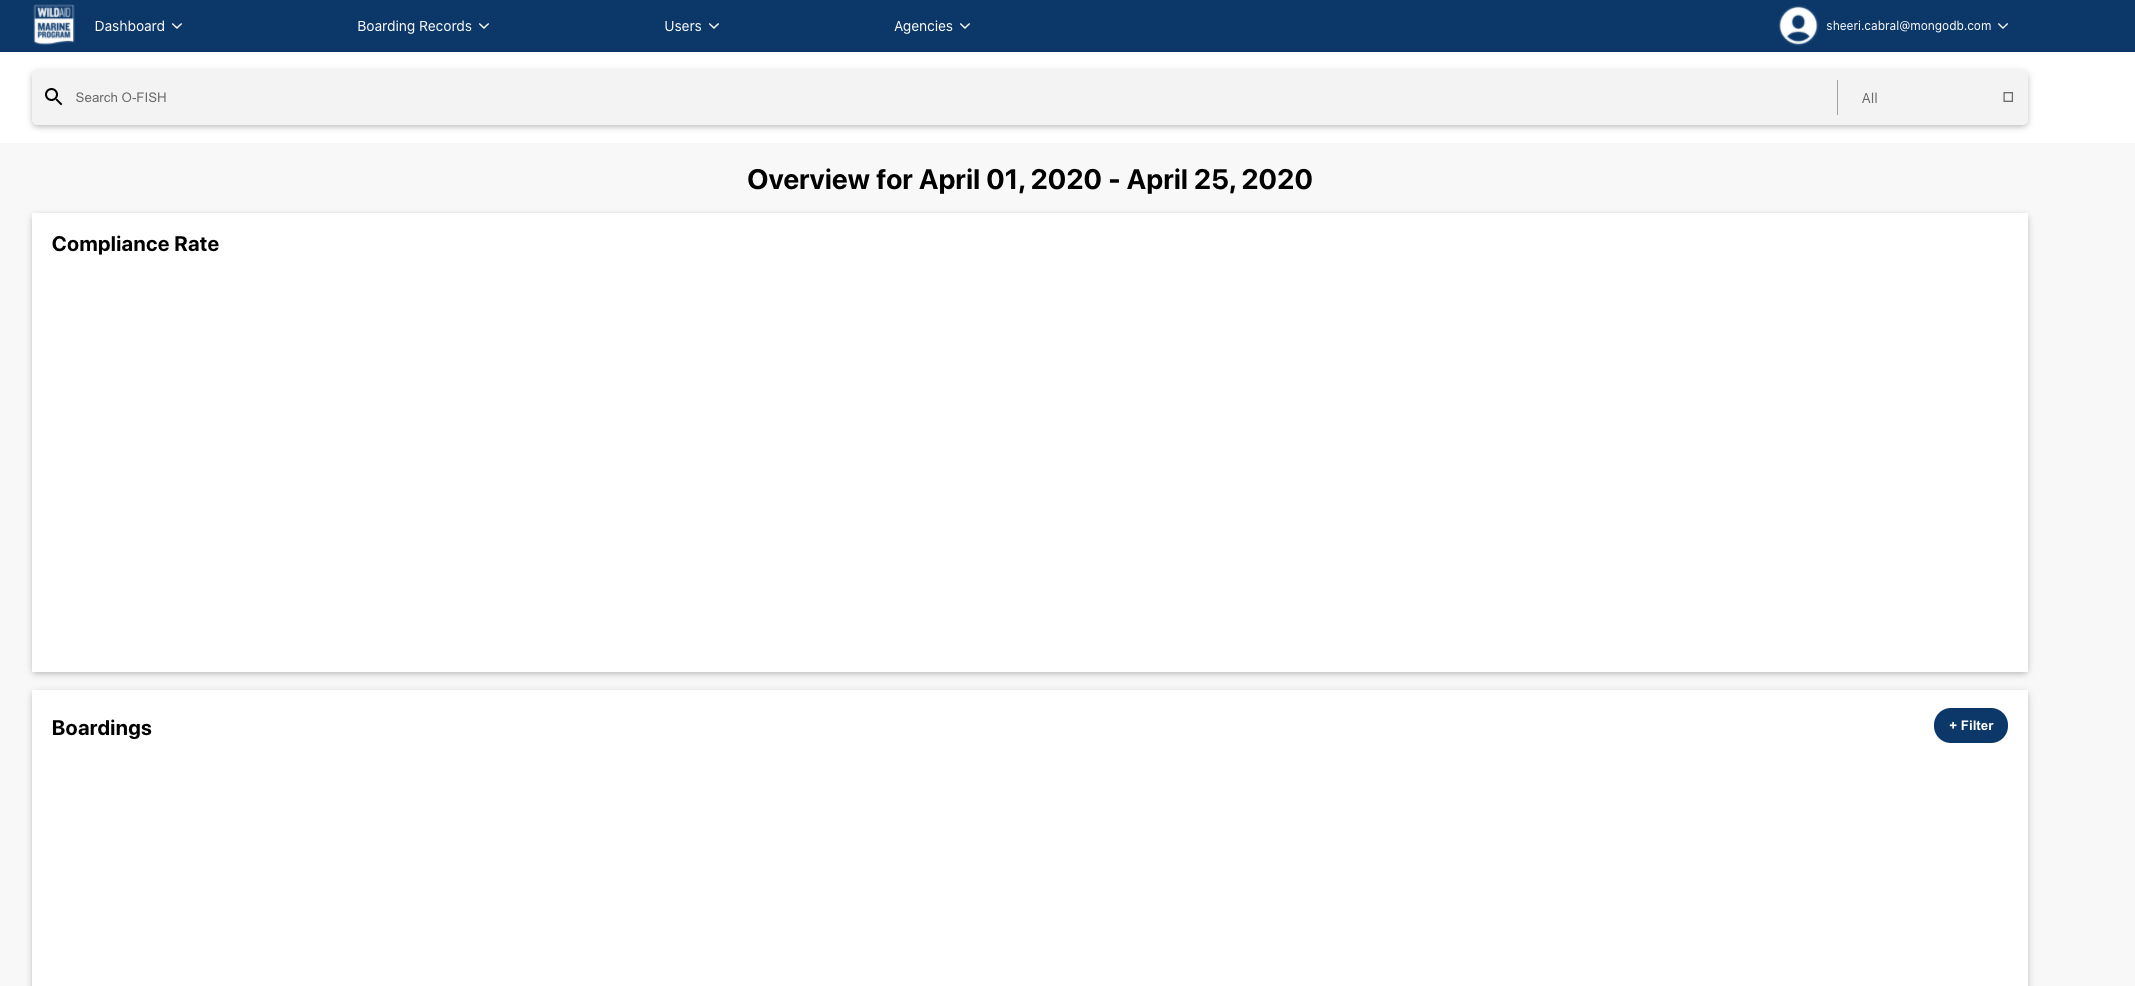 WILDAID
MARINE
PROGRAM
Dashboard
Boarding Records
Users
Agencies
sheeri.cabral@mongodb.com
Search O-FISH
All
Overview for April 01, 2020 - April 25, 2020
Compliance Rate
Boardings
+ Filter